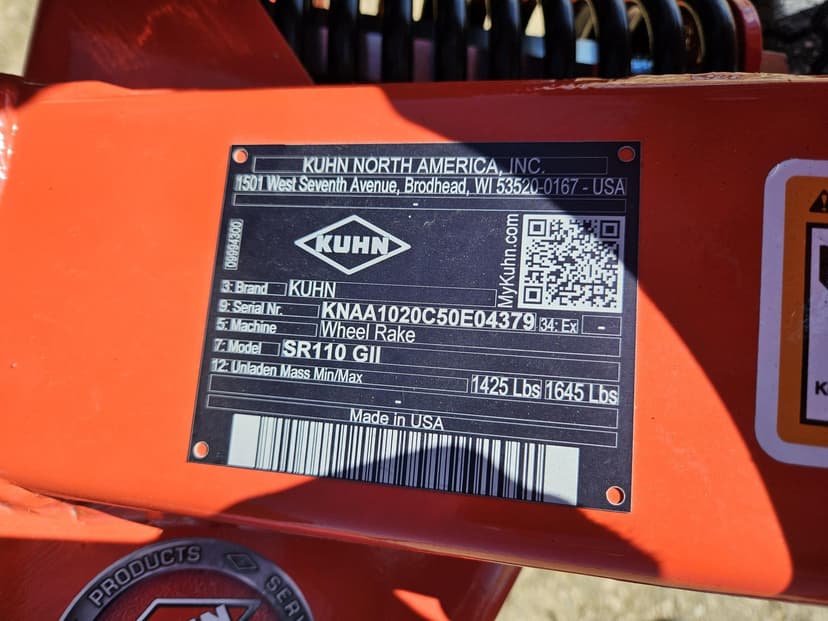 KUHN NORTH AMERICA, INC.
1501 West Seventh Avenue, Brodhead, WI 53520-0167 - USA
-
D9994300
KUHN
MyKuhn.com
3: Brand KUHN
9: Serial Nr. KNAA1020C50E04379 34: Ex -
5: Machine Wheel Rake
7: Model SR110 GII
12: Unladen Mass Min/Max 1425 Lbs 1645 Lbs
-
Made in USA
PRODUCTS
KUHN